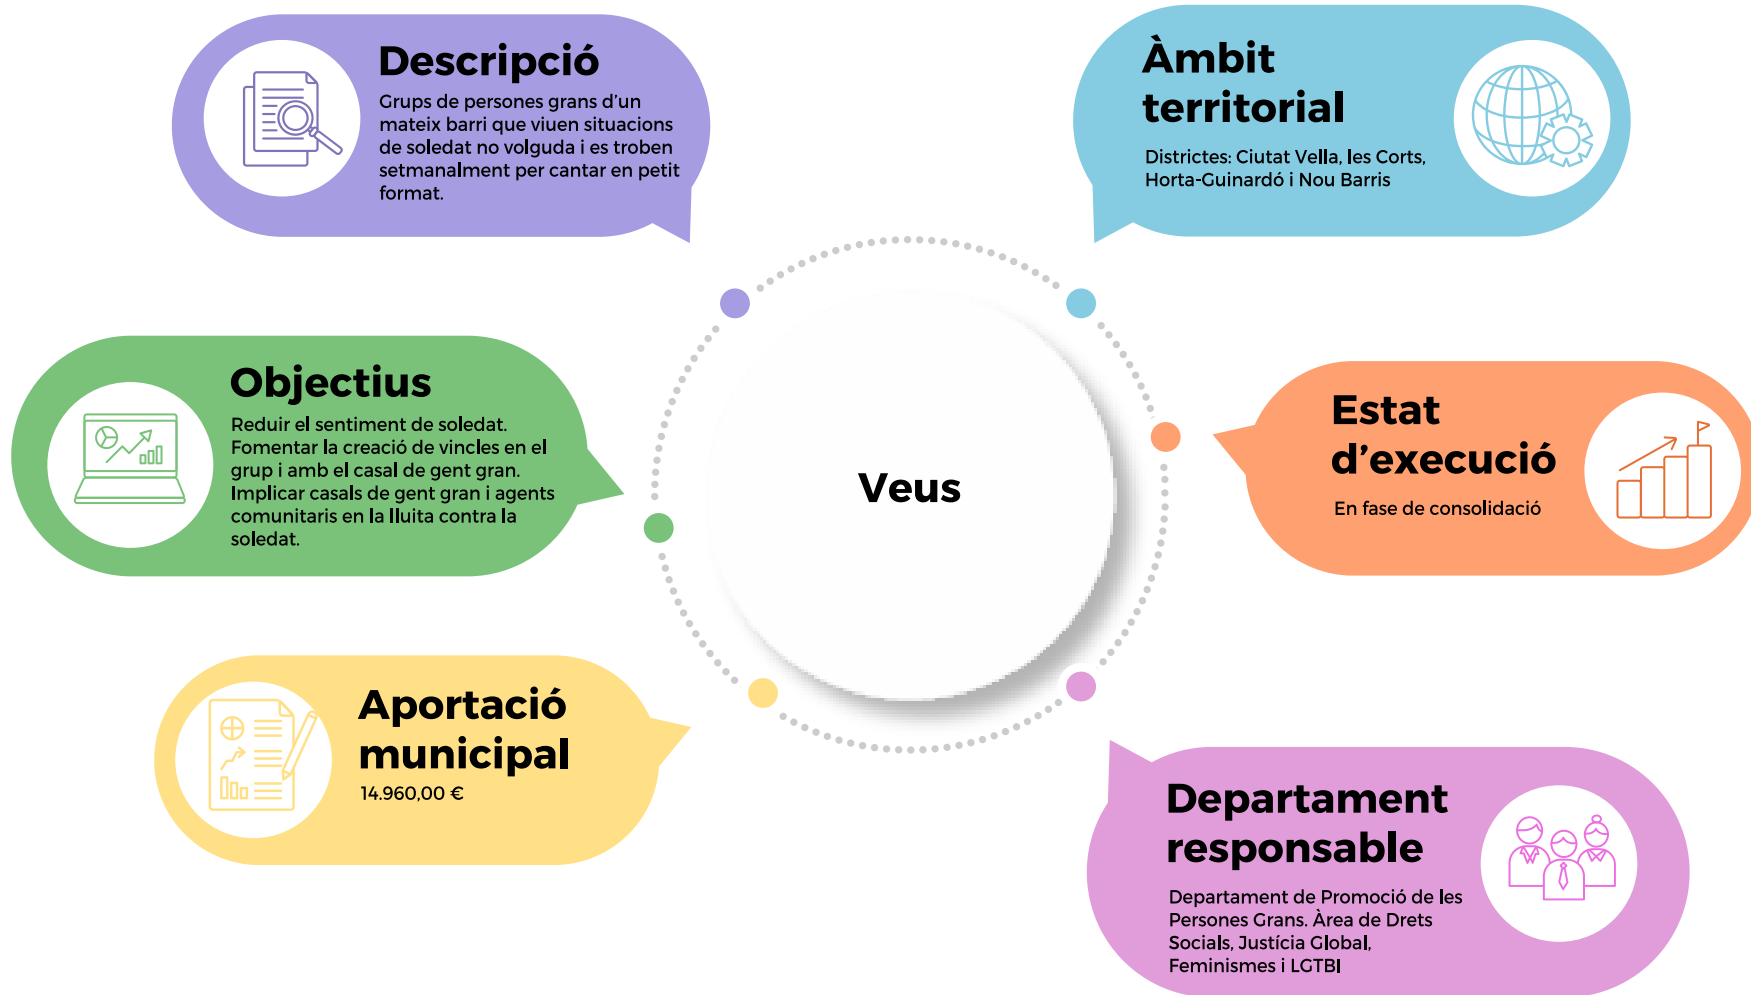 Descripció
Grups de persones grans d’un
mateix barri que viuen situacions
de soledat no volguda i es troben
setmanalment per cantar en petit
format.
Àmbit
territorial
Districtes: Ciutat Vella, les Corts,
Horta-Guinardó i Nou Barris
Objectius
Reduir el sentiment de soledat.
Fomentar la creació de vincles en el
grup i amb el casal de gent gran.
Implicar casals de gent gran i agents
comunitaris en la lluita contra la
soledat.
Veus
Estat
d’execució
En fase de consolidació
Aportació
municipal
14.960,00 €
Departament
responsable
Departament de Promoció de les
Persones Grans. Àrea de Drets
Socials, Justícia Global,
Feminismes i LGTBI